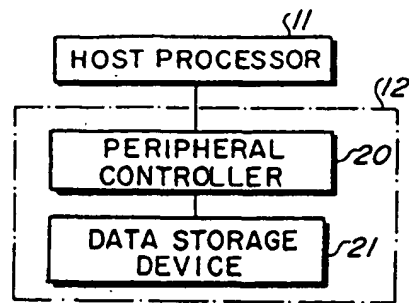 11
HOST PROCESSOR
12
PERIPHERAL
CONTROLLER
20
DATA STORAGE
DEVICE
21